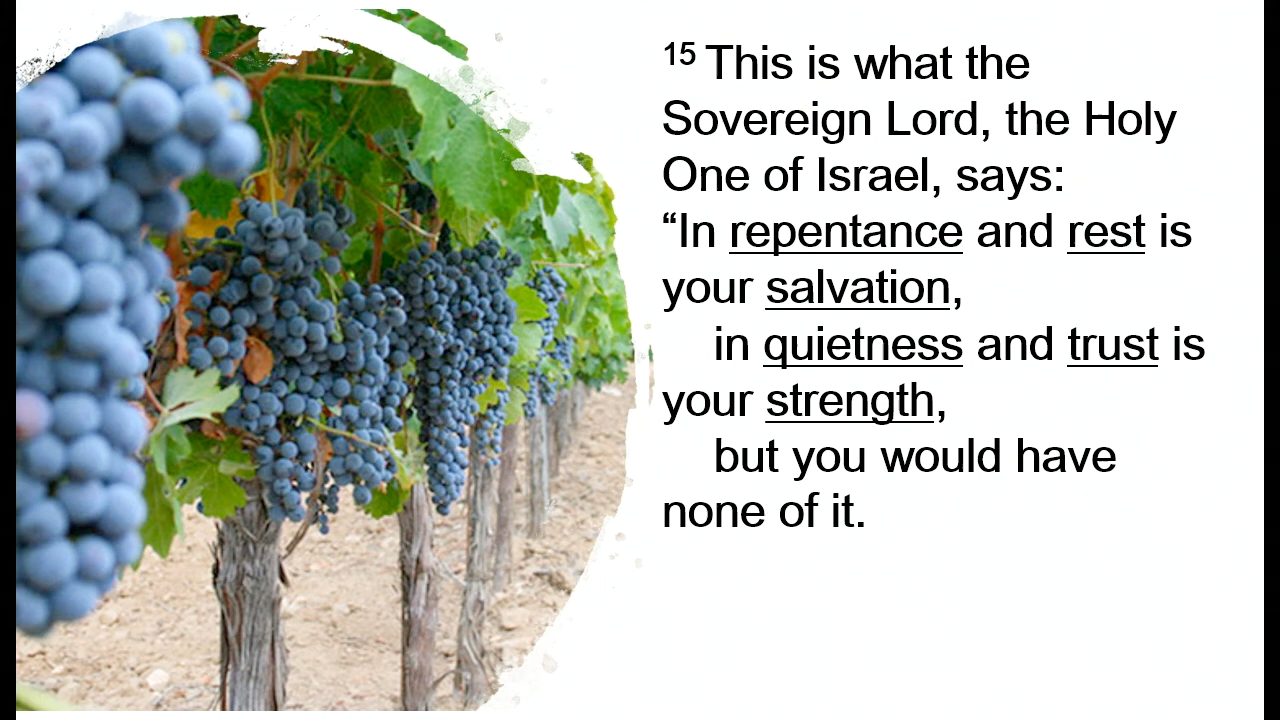 15 This is what the
Sovereign Lord, the Holy
One of Israel, says:
“In repentance and rest is
your salvation,
in quietness and trust is
your strength,
but you would have
none of it.